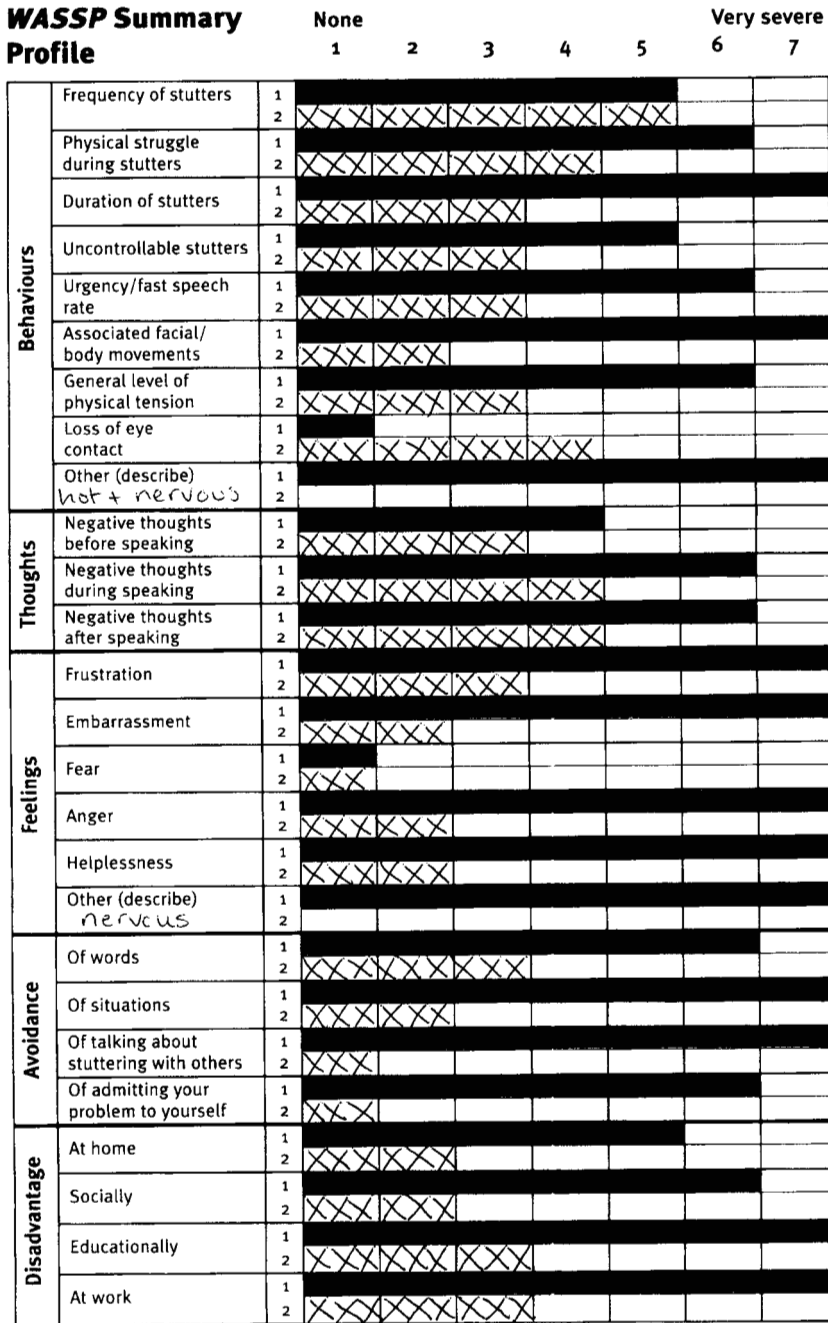 WASSP Summary None Very severe
Profile 1 2 3 4 5 6 7
Behaviours
Frequency of stutters 1
2
Physical struggle 1
during stutters 2
Duration of stutters 1
2
Uncontrollable stutters 1
2
Urgency/fast speech 1
rate 2
Associated facial/ 1
body movements 2
General level of 1
physical tension 2
Loss of eye 1
contact 2
Other (describe) 1
hot + nervous 2
Thoughts
Negative thoughts 1
before speaking 2
Negative thoughts 1
during speaking 2
Negative thoughts 1
after speaking 2
Feelings
Frustration 1
2
Embarrassment 1
2
Fear 1
2
Anger 1
2
Helplessness 1
2
Other (describe) 1
nervous 2
Avoidance
Of words 1
2
Of situations 1
2
Of talking about 1
stuttering with others 2
Of admitting your 1
problem to yourself 2
Disadvantage
At home 1
2
Socially 1
2
Educationally 1
2
At work 1
2